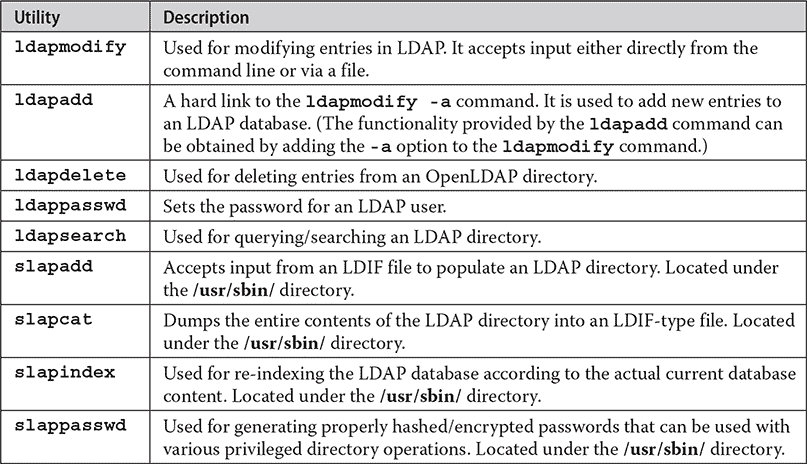 Utility Description
ldapmodify Used for modifying entries in LDAP. It accepts input either directly from the
command line or via a file.
ldapadd A hard link to the ldapmodify -a command. It is used to add new entries to
an LDAP database. (The functionality provided by the ldapadd command can
be obtained by adding the -a option to the ldapmodify command.)
ldapdelete Used for deleting entries from an OpenLDAP directory.
ldappasswd Sets the password for an LDAP user.
ldapsearch Used for querying/searching an LDAP directory.
slapadd Accepts input from an LDIF file to populate an LDAP directory. Located under
the /usr/sbin/ directory.
slapcat Dumps the entire contents of the LDAP directory into an LDIF-type file. Located
under the /usr/sbin/ directory.
slapindex Used for re-indexing the LDAP database according to the actual current database
content. Located under the /usr/sbin/ directory.
slappasswd Used for generating properly hashed/encrypted passwords that can be used with
various privileged directory operations. Located under the /usr/sbin/ directory.